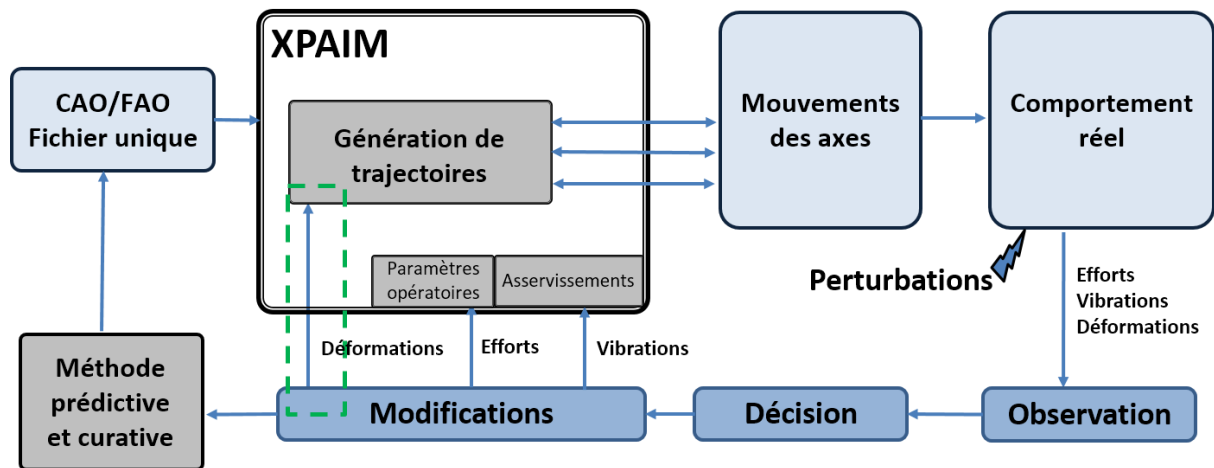 XPAIM
CAO/FAO
Fichier unique
Génération de
trajectoires
Mouvements
des axes
Comportement
réel
Paramètres
opératoires
Asservissements
Perturbations
Efforts
Vibrations
Déformations
Déformations
Efforts
Vibrations
Méthode
prédictive
et curative
Modifications
Décision
Observation